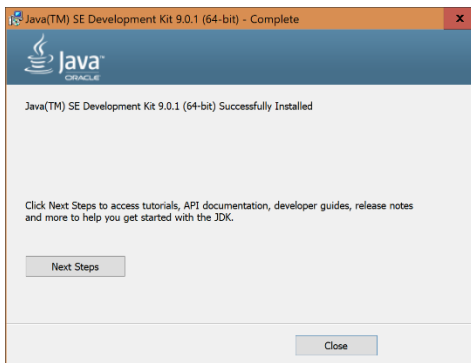 Java(TM) SE Development Kit 9.0.1 (64-bit) - Complete
x
Java
ORACLE
Java(TM) SE Development Kit 9.0.1 (64-bit) Successfully Installed
Click Next Steps to access tutorials, API documentation, developer guides, release notes
and more to help you get started with the JDK.
Next Steps
Close